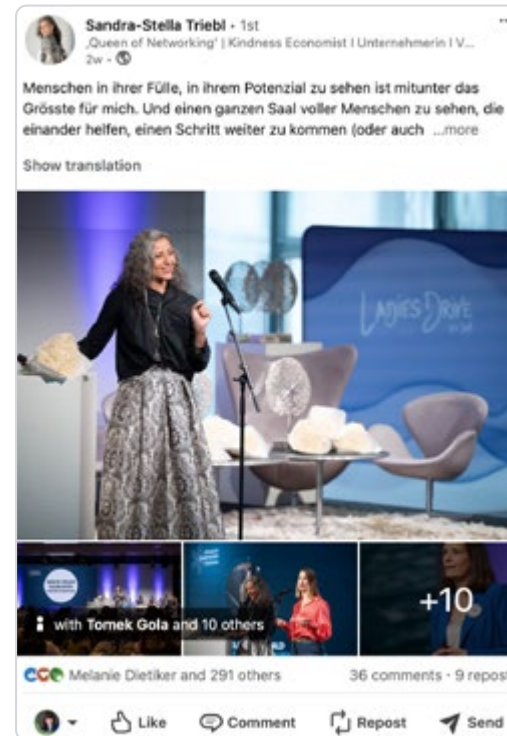 Sandra-Stella Triebl • 1st
„Queen of Networking“ | Kindness Economist I Unternehmerin I V...
2w •
Menschen in ihrer Fülle, in ihrem Potenzial zu sehen ist mitunter das
Grösste für mich. Und einen ganzen Saal voller Menschen zu sehen, die
einander helfen, einen Schritt weiter zu kommen (oder auch ...more
Show translation
LADIES DRIVE
with Tomek Gola and 10 others
+10
Melanie Dietiker and 291 others
36 comments • 9 repost
Like
Comment
Repost
Send